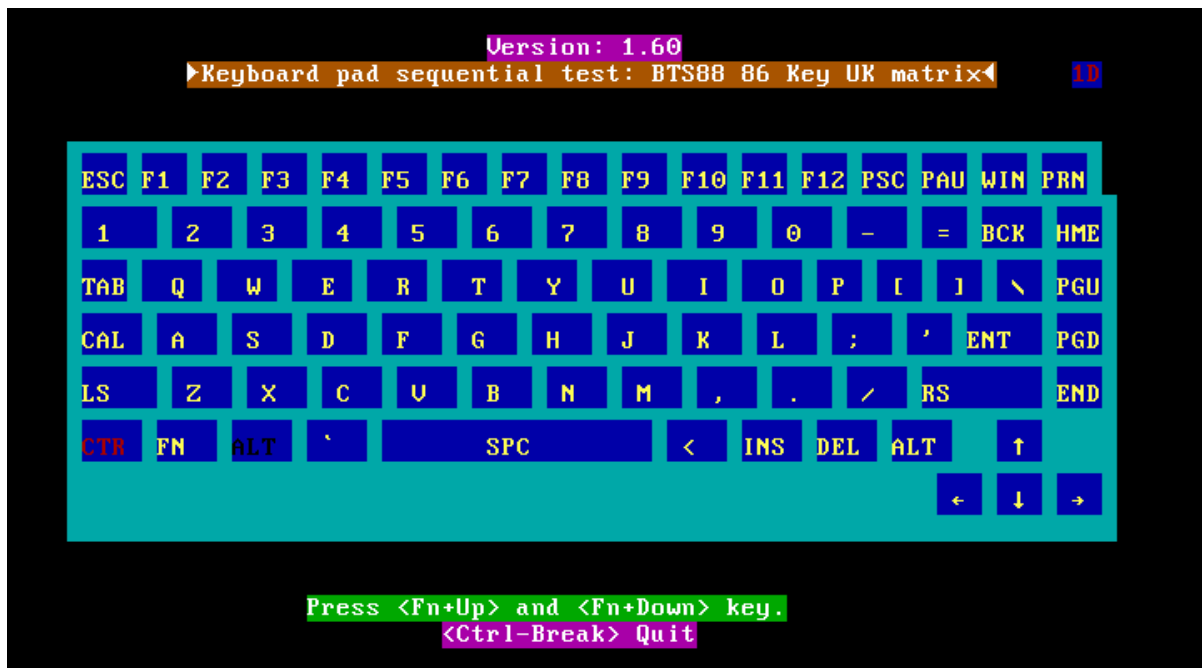 Version: 1.60
►Keyboard pad sequential test: BTS88 86 Key UK matrix◄ 1D
ESC F1 F2 F3 F4 F5 F6 F7 F8 F9 F10 F11 F12 PSC PAU WIN PRN
1 2 3 4 5 6 7 8 9 0 - = BCK HME
TAB Q W E R T Y U I O P [ ] \ PGU
CAL A S D F G H J K L ; ' ENT PGD
LS Z X C V B N M , . / RS END
CTR FN ALT ` SPC < INS DEL ALT ↑
← ↓ →
Press <Fn+Up> and <Fn+Down> key.
<Ctrl-Break> Quit